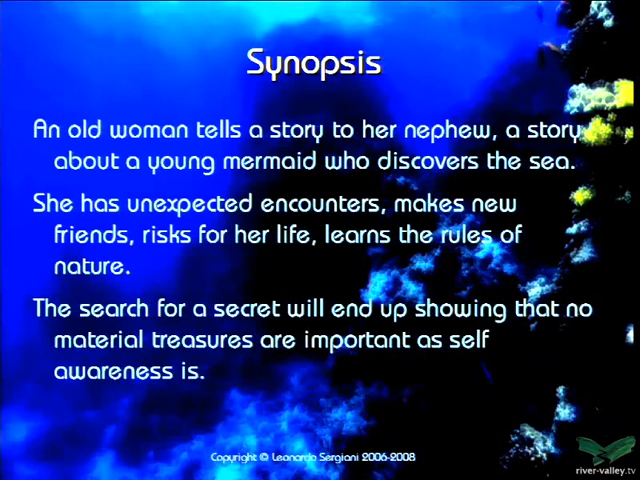 Synopsis
An old woman tells a story to her nephew, a story
about a young mermaid who discovers the sea.
She has unexpected encounters, makes new
friends, risks for her life, learns the rules of
nature.
The search for a secret will end up showing that no
material treasures are important as self
awareness is.
Copyright © Leonardo Sergiani 2006-2008
river-valley.tv